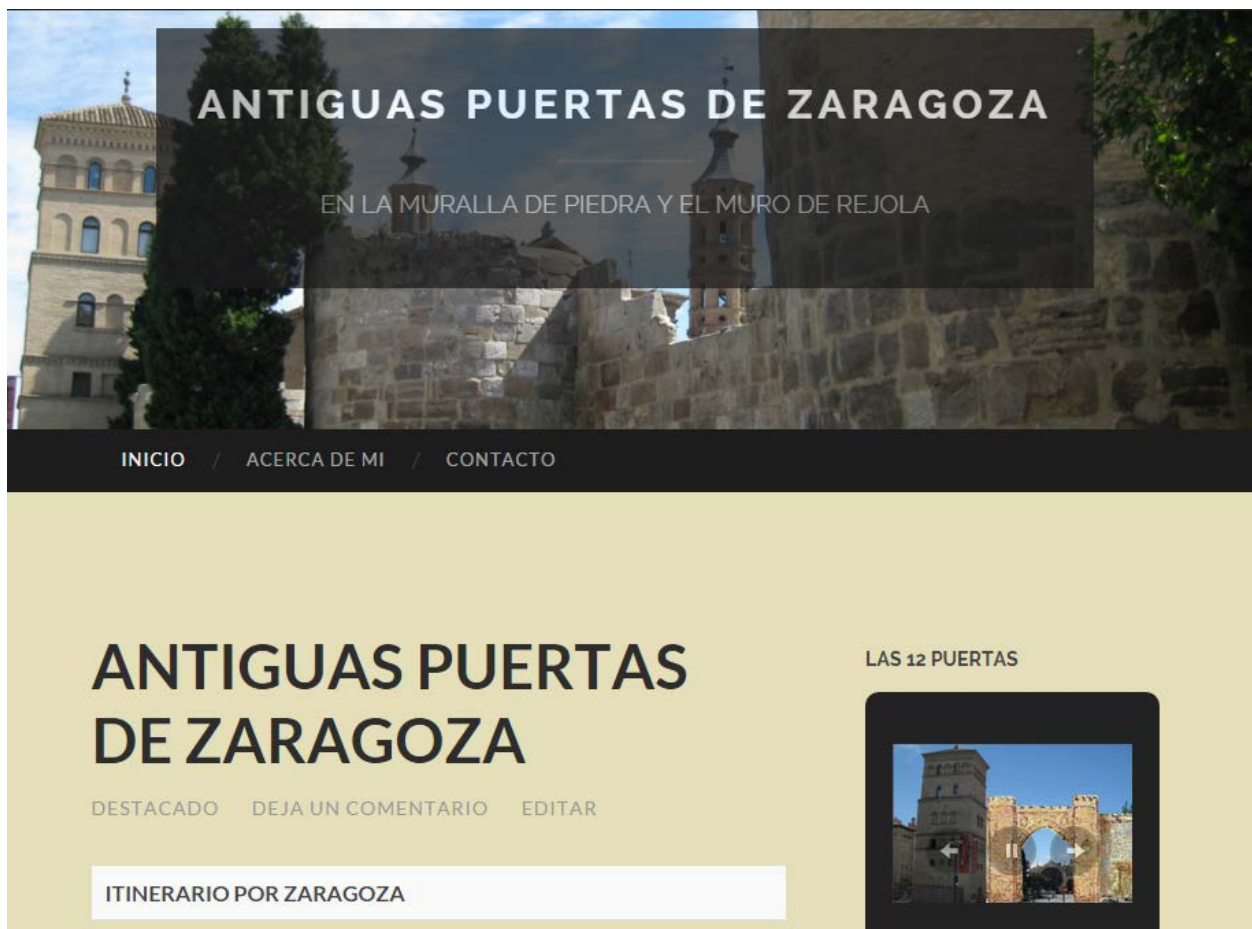 ANTIGUAS PUERTAS DE ZARAGOZA
EN LA MURALLA DE PIEDRA Y EL MURO DE REJOLA
INICIO / ACERCA DE MI / CONTACTO
ANTIGUAS PUERTAS
DE ZARAGOZA
DESTACADO DEJA UN COMENTARIO EDITAR
ITINERARIO POR ZARAGOZA
LAS 12 PUERTAS